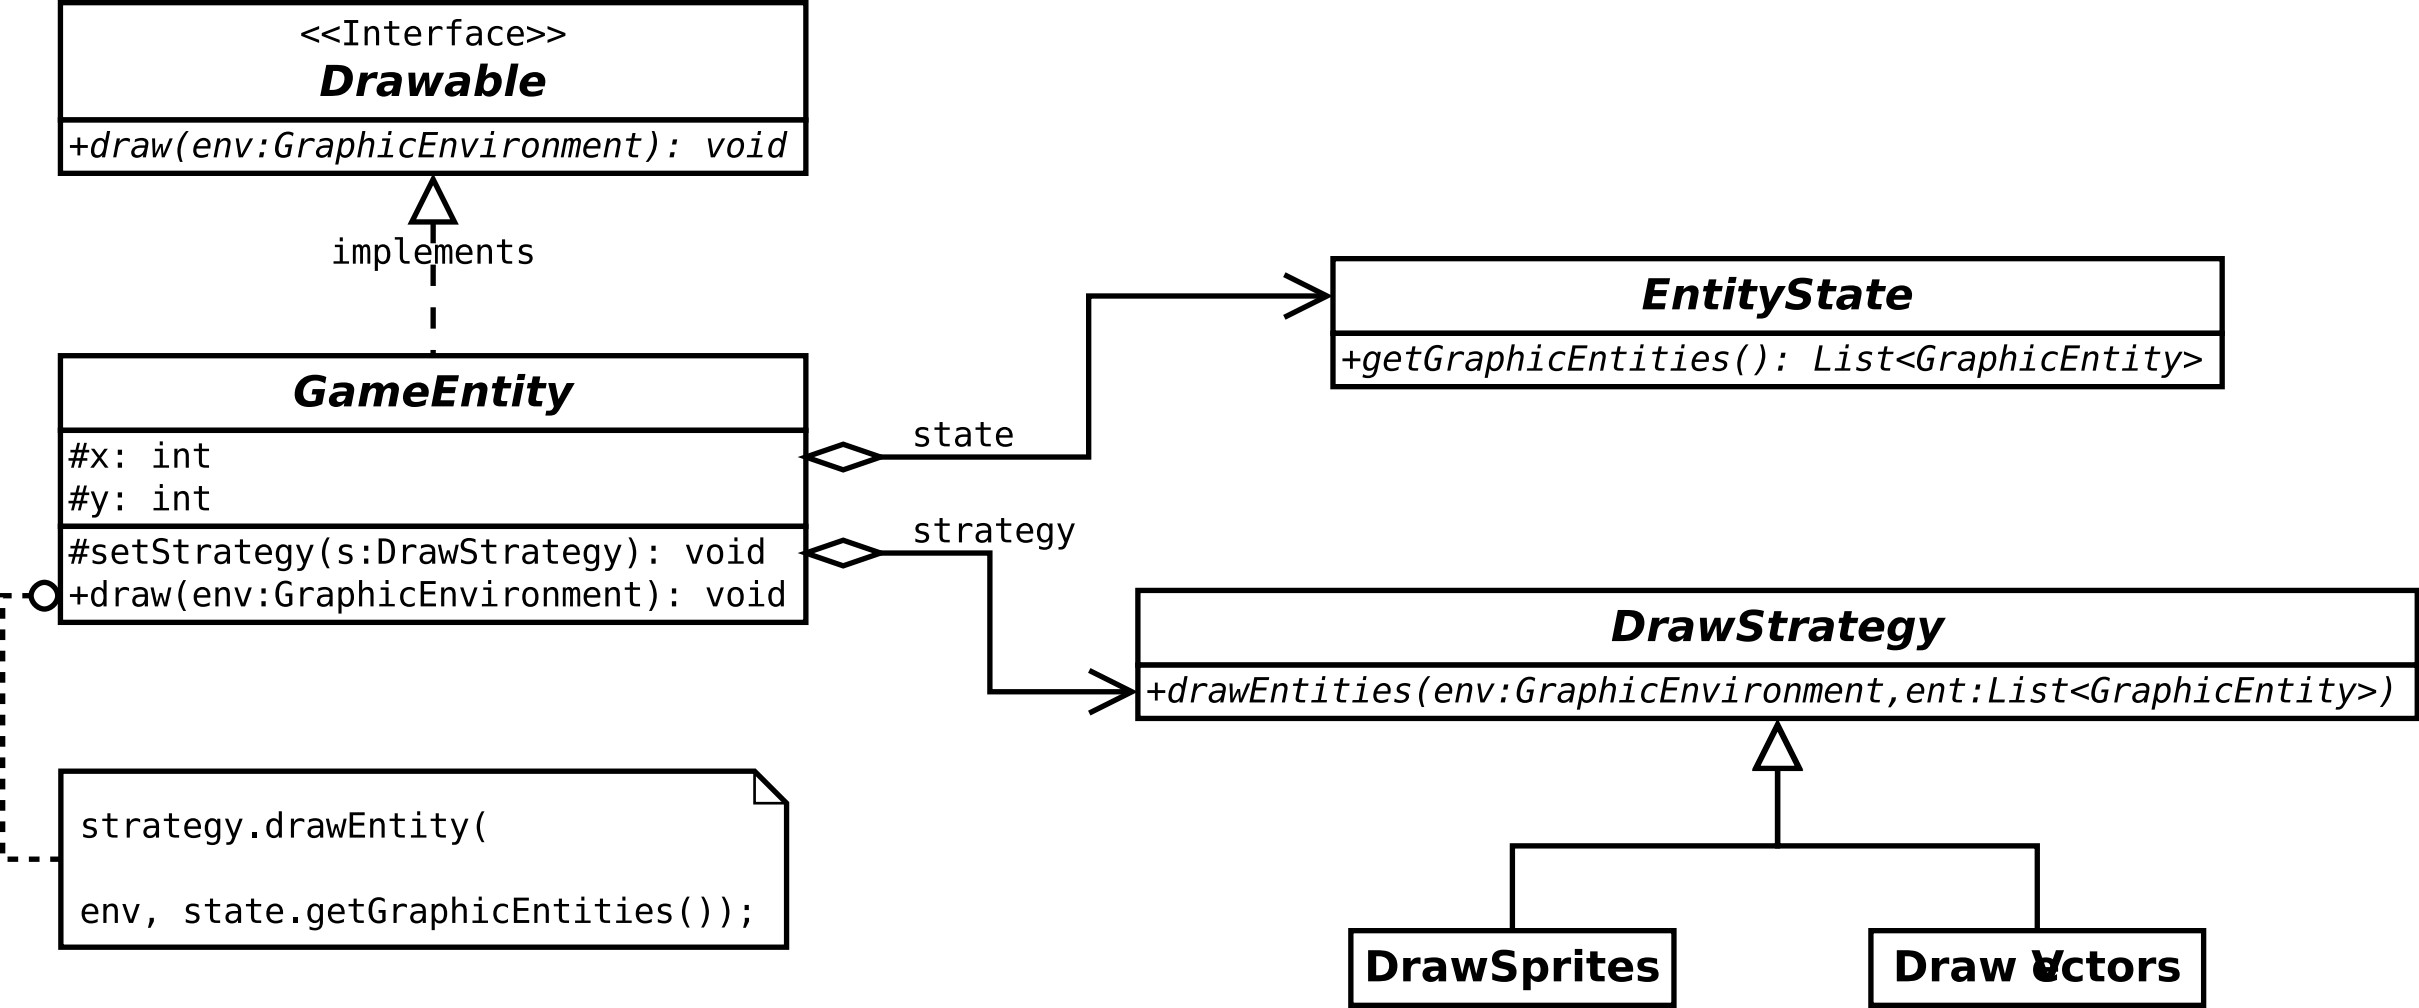 <<Interface>>
Drawable
+draw(env:GraphicEnvironment): void
implements
EntityState
+getGraphicEntities(): List<GraphicEntity>
GameEntity
#x: int
#y: int
#setStrategy(s:DrawStrategy): void
+draw(env:GraphicEnvironment): void
state
strategy
DrawStrategy
+drawEntities(env:GraphicEnvironment,ent:List<GraphicEntity>)
strategy.drawEntity(
env, state.getGraphicEntities());
DrawSprites
Draw Vectors